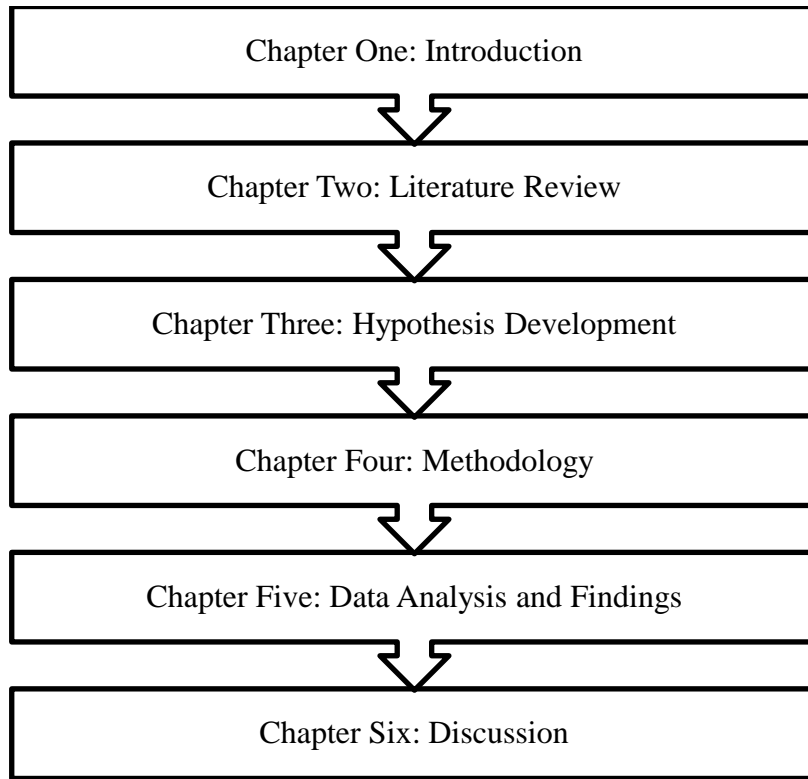 Chapter One: Introduction
Chapter Two: Literature Review
Chapter Three: Hypothesis Development
Chapter Four: Methodology
Chapter Five: Data Analysis and Findings
Chapter Six: Discussion